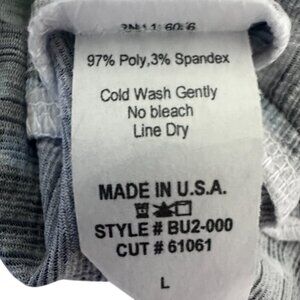 97% Poly,3% Spandex
Cold Wash Gently
No bleach
Line Dry
MADE IN U.S.A.
STYLE # BU2-000
CUT # 61061
L